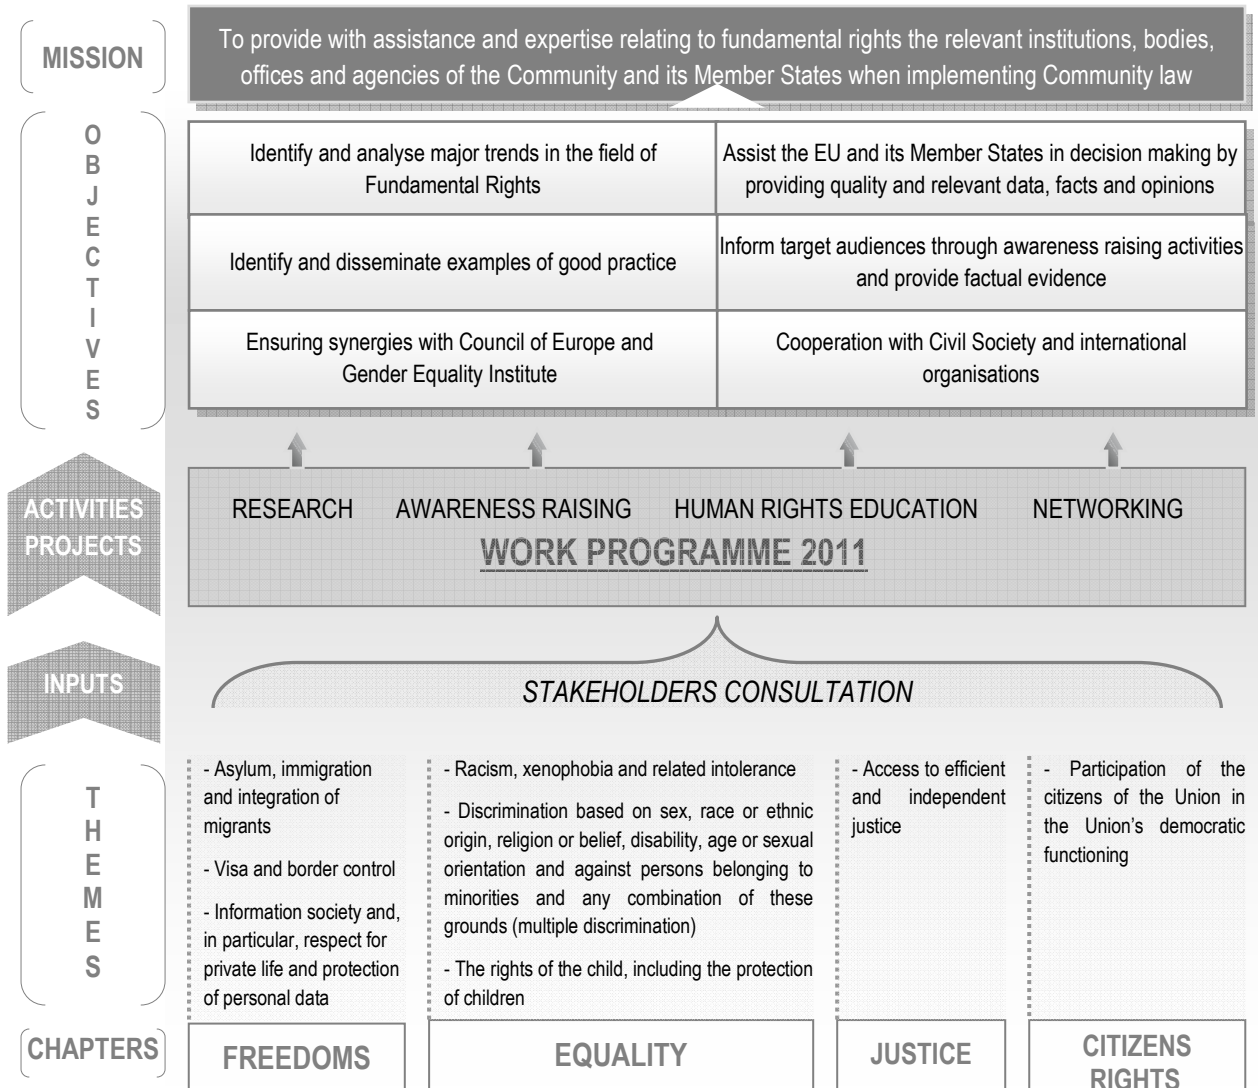 MISSION
To provide with assistance and expertise relating to fundamental rights the relevant institutions, bodies,
offices and agencies of the Community and its Member States when implementing Community law
O
B
J
E
C
T
I
V
E
S
Identify and analyse major trends in the field of
Fundamental Rights
Assist the EU and its Member States in decision making by
providing quality and relevant data, facts and opinions
Identify and disseminate examples of good practice
Inform target audiences through awareness raising activities
and provide factual evidence
Ensuring synergies with Council of Europe and
Gender Equality Institute
Cooperation with Civil Society and international
organisations
ACTIVITIES
PROJECTS
RESEARCH AWARENESS RAISING HUMAN RIGHTS EDUCATION NETWORKING
WORK PROGRAMME 2011
INPUTS
STAKEHOLDERS CONSULTATION
T
H
E
M
E
S
- Asylum, immigration
and integration of
migrants
- Visa and border control
- Information society and,
in particular, respect for
private life and protection
of personal data
- Racism, xenophobia and related intolerance
- Discrimination based on sex, race or ethnic
origin, religion or belief, disability, age or sexual
orientation and against persons belonging to
minorities and any combination of these
grounds (multiple discrimination)
- The rights of the child, including the protection
of children
- Access to efficient
and independent
justice
- Participation of the
citizens of the Union in
the Union's democratic
functioning
CHAPTERS
FREEDOMS
EQUALITY
JUSTICE
CITIZENS
RIGHTS